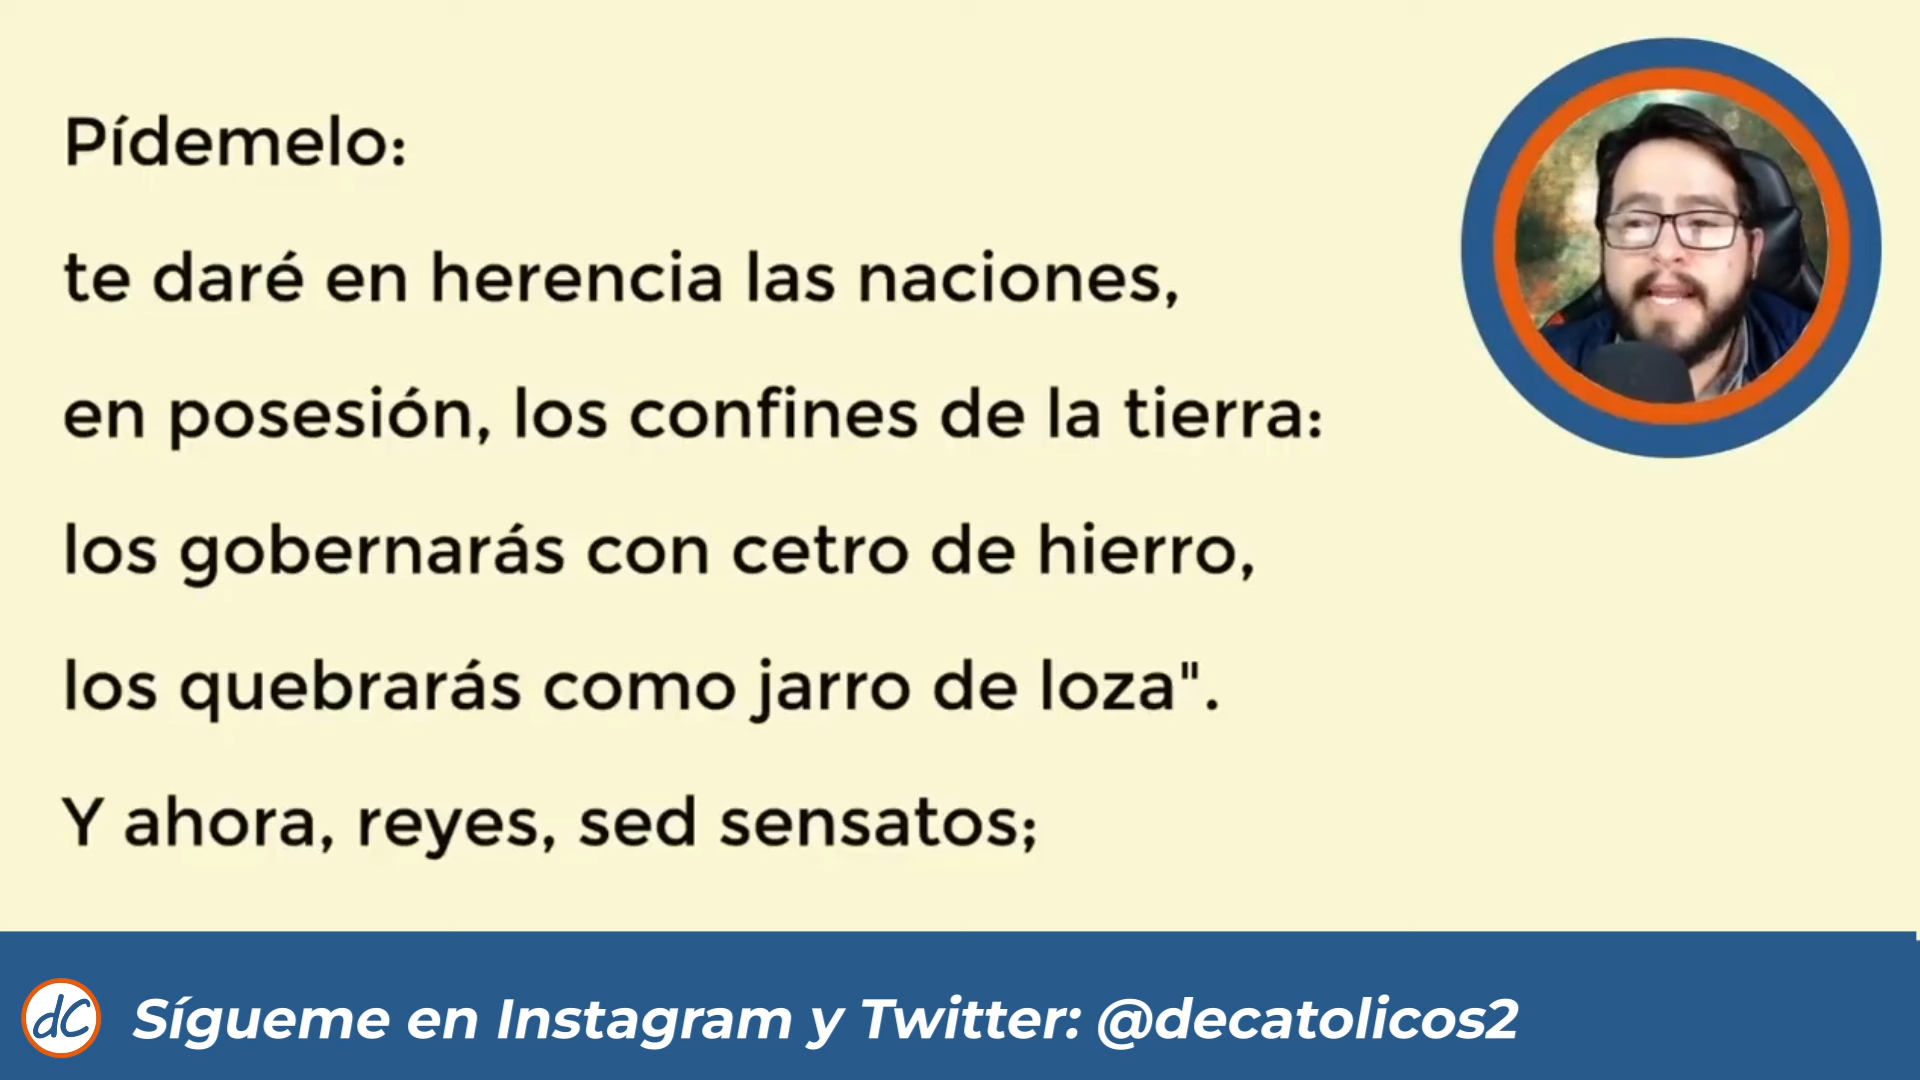 Pídemelo:
te daré en herencia las naciones,
en posesión, los confines de la tierra:
los gobernarás con cetro de hierro,
los quebrarás como jarro de loza".
Y ahora, reyes, sed sensatos;
dC Sígueme en Instagram y Twitter: @decatolicos2